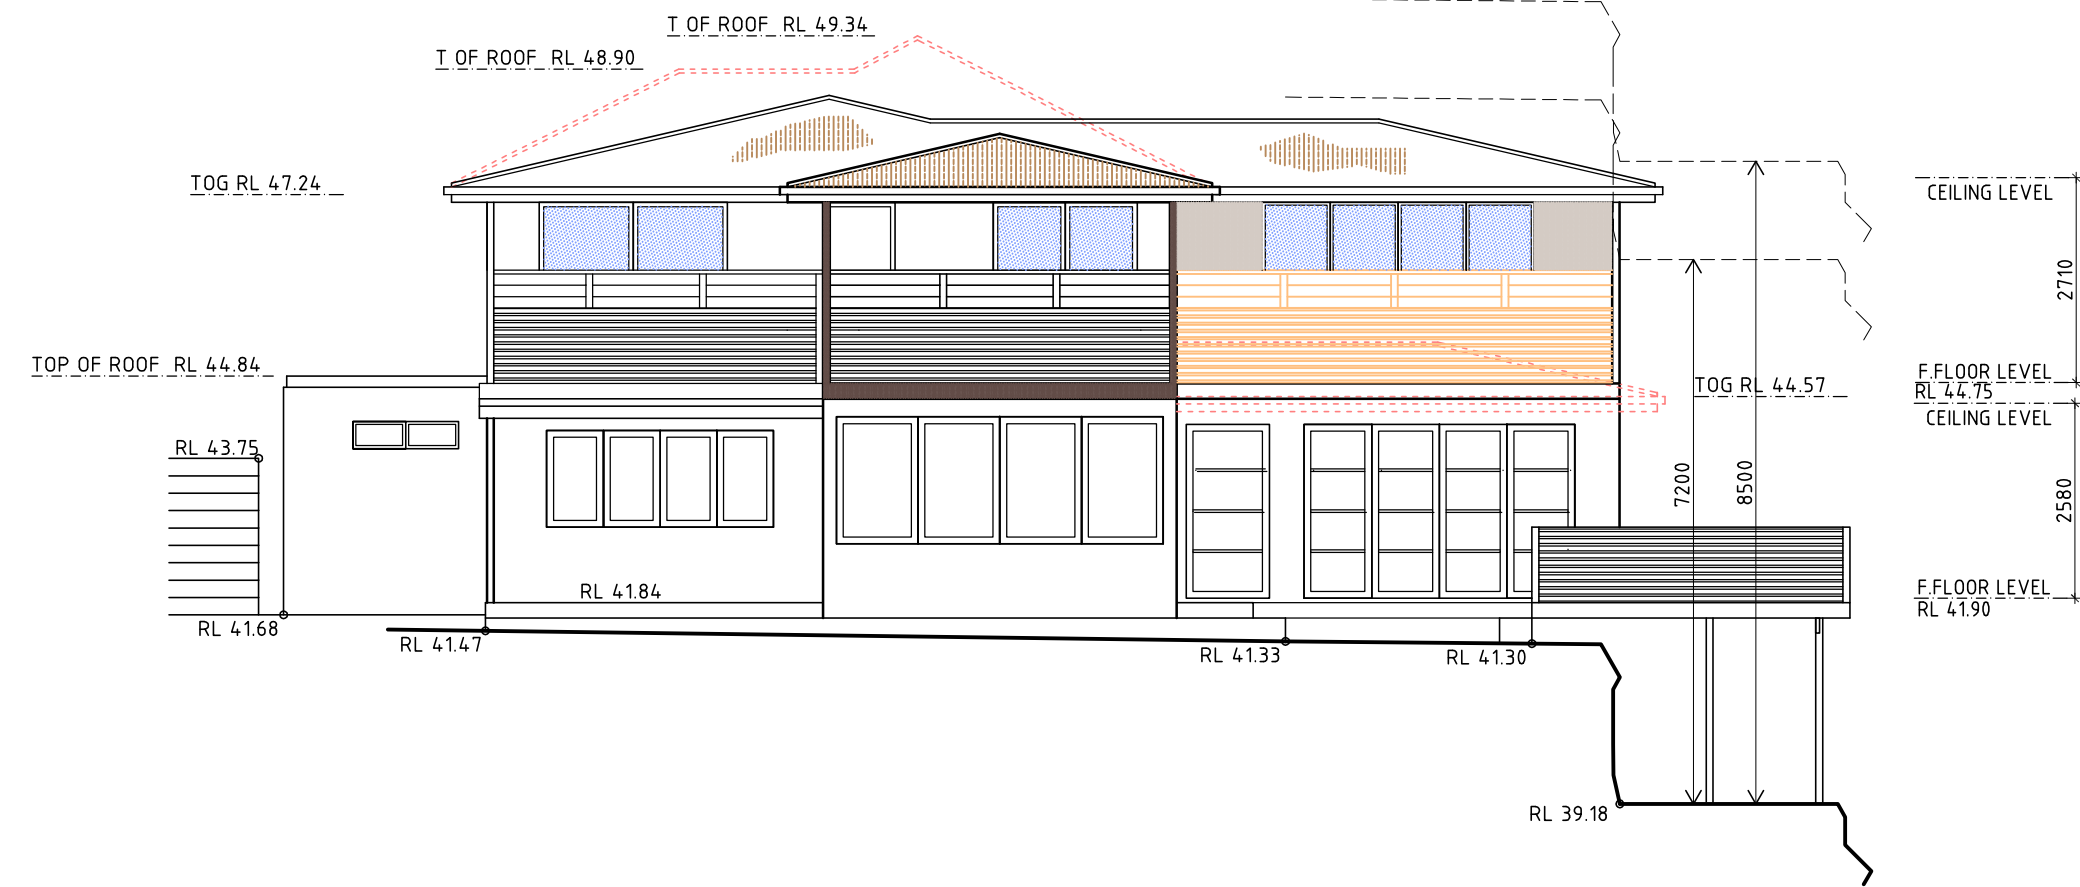 T OF ROOF RL 49.34
T OF ROOF RL 48.90
TOG RL 47.24
CEILING LEVEL
2710
TOP OF ROOF RL 44.84
F.FLOOR LEVEL
TOG RL 44.57
RL 44.75
CEILING LEVEL
RL 43.75
7200
8500
2580
RL 41.84
F.FLOOR LEVEL
RL 41.90
RL 41.68
RL 41.47
RL 41.33
RL 41.30
RL 39.18